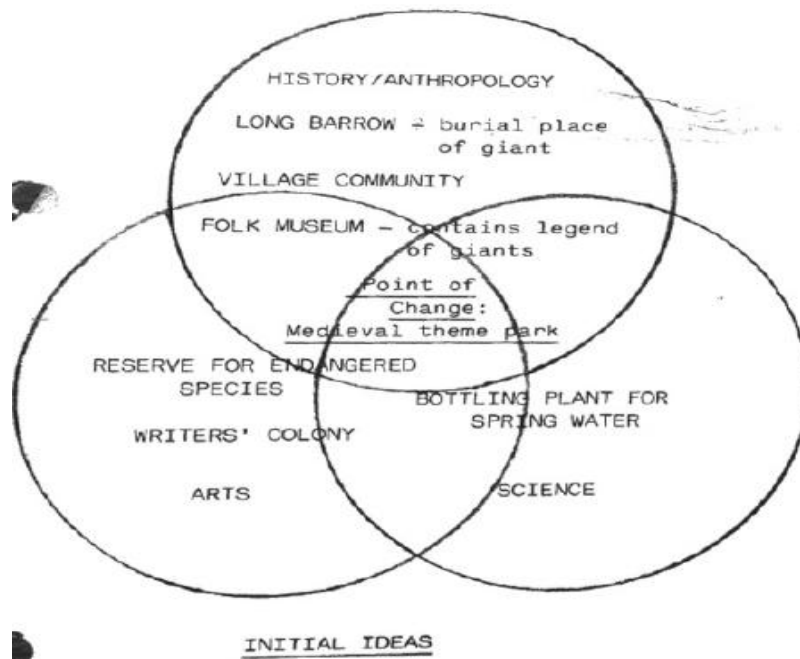 HISTORY/ANTHROPOLOGY
LONG BARROW - burial place
of giant
VILLAGE COMMUNITY
FOLK MUSEUM - contains legend
of giants
Point of
Change:
Medieval theme park
RESERVE FOR ENDANGERED
SPECIES
BOTTLING PLANT FOR
SPRING WATER
WRITERS' COLONY
ARTS
SCIENCE
INITIAL IDEAS